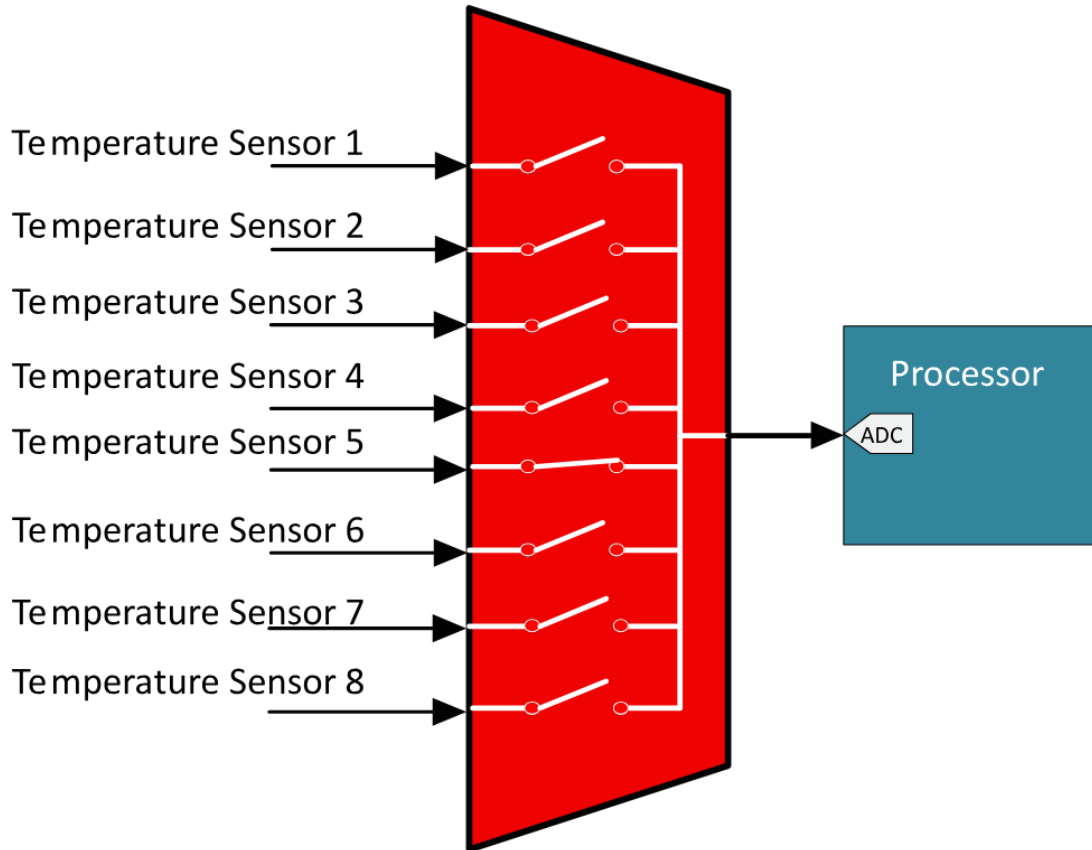 Temperature Sensor 1
Temperature Sensor 2
Temperature Sensor 3
Temperature Sensor 4
Temperature Sensor 5
Temperature Sensor 6
Temperature Sensor 7
Temperature Sensor 8
Processor
ADC